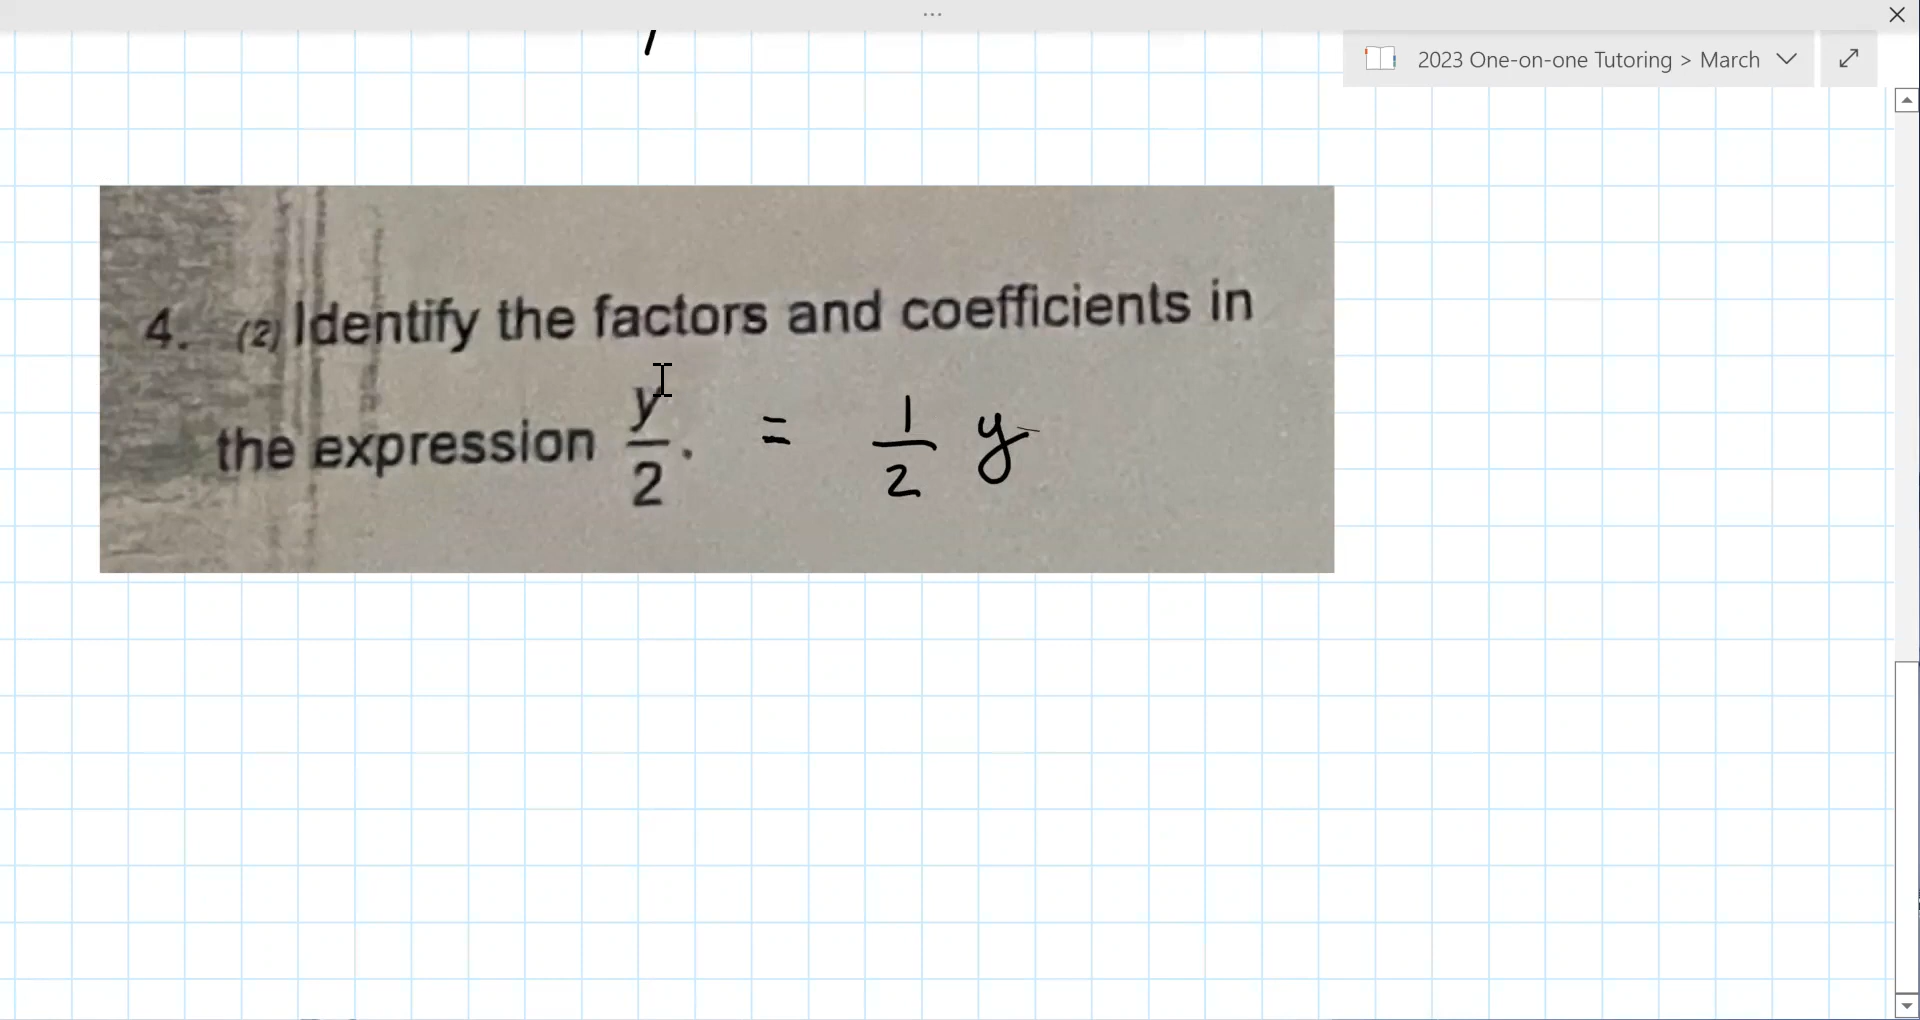 ...
2023 One-on-one Tutoring > March
4. (2) Identify the factors and coefficients in
the expression y/2. = 1/2 y